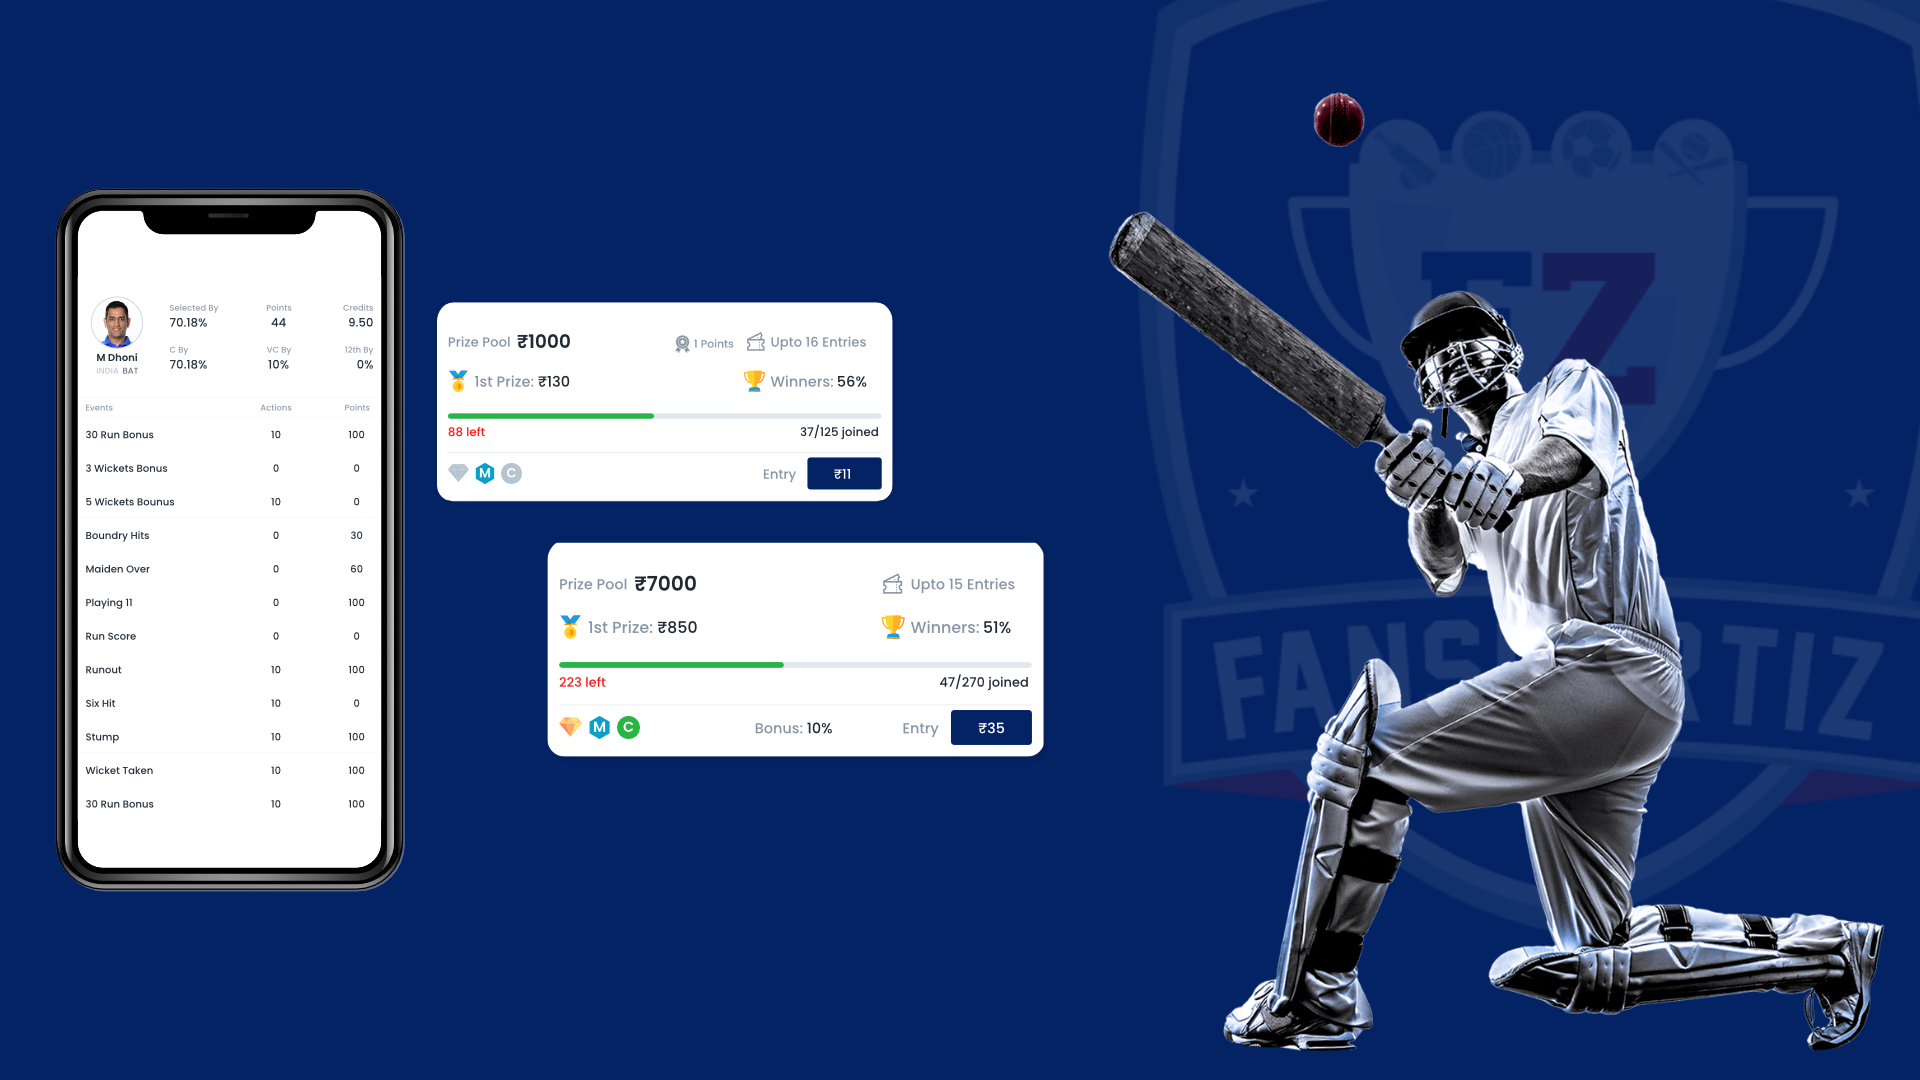 Selected By Points Credits
70.18% 44 9.50
C By VC By 12th By
70.18% 10% 0%
M Dhoni
INDIA BAT
Events Actions Points
30 Run Bonus 10 100
3 Wickets Bonus 0 0
5 Wickets Bounus 10 0
Boundry Hits 0 30
Maiden Over 0 60
Playing 11 0 100
Run Score 0 0
Runout 10 100
Six Hit 10 0
Stump 10 100
Wicket Taken 10 100
30 Run Bonus 10 100
Prize Pool ₹1000 1 Points Upto 16 Entries
1st Prize: ₹130 Winners: 56%
88 left 37/125 joined
M C Entry ₹11
Prize Pool ₹7000 Upto 15 Entries
1st Prize: ₹850 Winners: 51%
223 left 47/270 joined
M C Bonus: 10% Entry ₹35
FZ